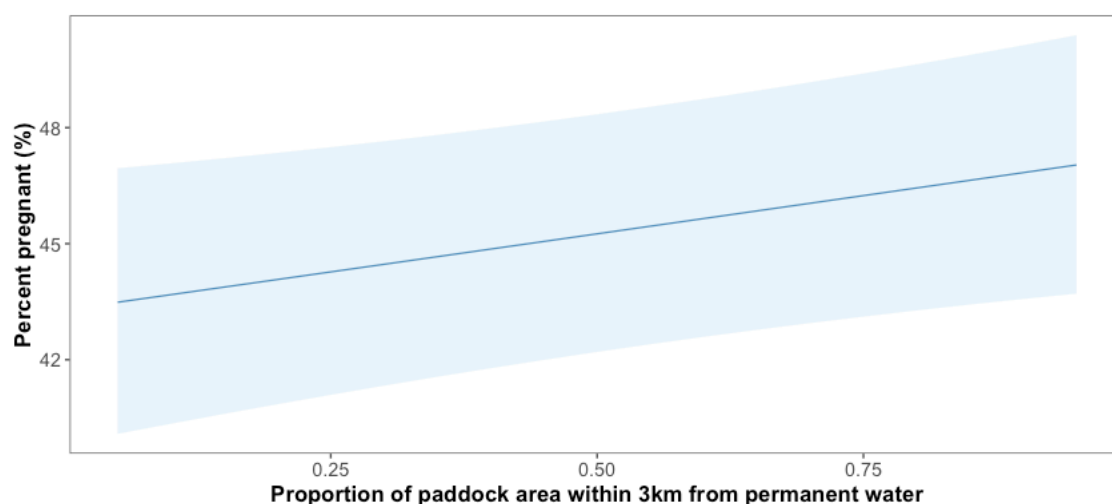 Percent pregnant (%)
48
45
42
0.25 0.50 0.75
Proportion of paddock area within 3km from permanent water